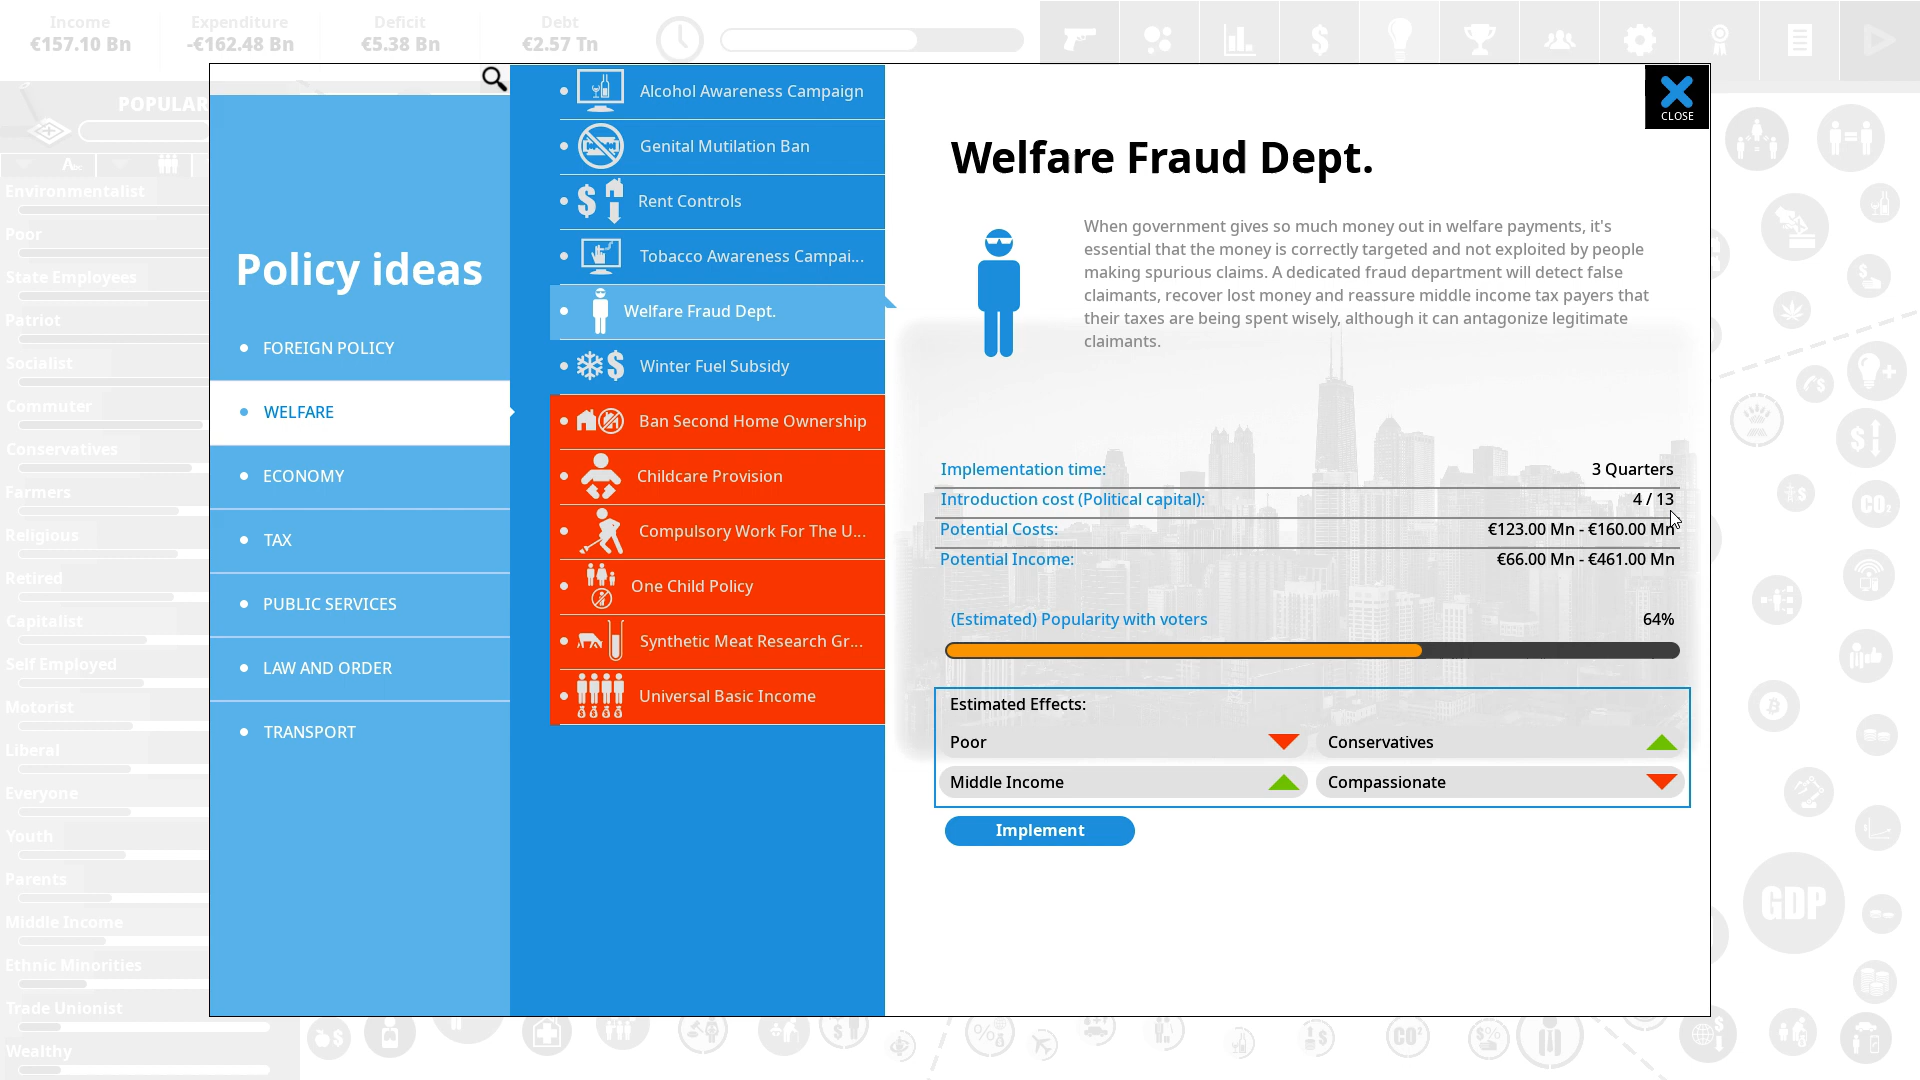 Income
€157.10 Bn
Expenditure
-€162.48 Bn
Deficit
€5.38 Bn
Debt
€2.57 Tn
POPULAR
Environmentalist
Poor
State Employees
Patriot
Socialist
Commuter
Conservatives
Farmers
Religious
Retired
Capitalist
Self Employed
Motorist
Liberal
Everyone
Youth
Parents
Middle Income
Ethnic Minorities
Trade Unionist
Wealthy
Policy ideas
FOREIGN POLICY
WELFARE
ECONOMY
TAX
PUBLIC SERVICES
LAW AND ORDER
TRANSPORT
Alcohol Awareness Campaign
Genital Mutilation Ban
Rent Controls
Tobacco Awareness Campai...
Welfare Fraud Dept.
Winter Fuel Subsidy
Ban Second Home Ownership
Childcare Provision
Compulsory Work For The U...
One Child Policy
Synthetic Meat Research Gr...
Universal Basic Income
CLOSE
Welfare Fraud Dept.
When government gives so much money out in welfare payments, it's
essential that the money is correctly targeted and not exploited by people
making spurious claims. A dedicated fraud department will detect false
claimants, recover lost money and reassure middle income tax payers that
their taxes are being spent wisely, although it can antagonize legitimate
claimants.
Implementation time: 3 Quarters
Introduction cost (Political capital): 4 / 13
Potential Costs: €123.00 Mn - €160.00 Mn
Potential Income: €66.00 Mn - €461.00 Mn
(Estimated) Popularity with voters 64%
Estimated Effects:
Poor
Conservatives
Middle Income
Compassionate
Implement
CO₂
GDP
CO²